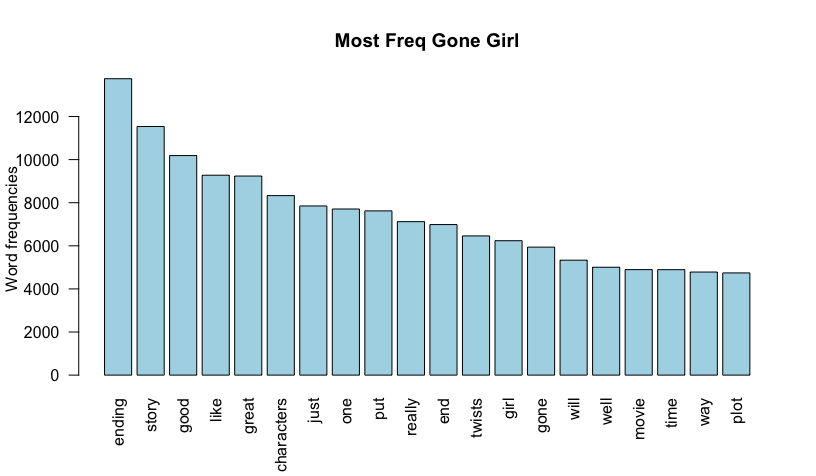 Most Freq Gone Girl
Word frequencies
12000
10000
8000
6000
4000
2000
0
ending
story
good
like
great
characters
just
one
put
really
end
twists
girl
gone
will
well
movie
time
way
plot